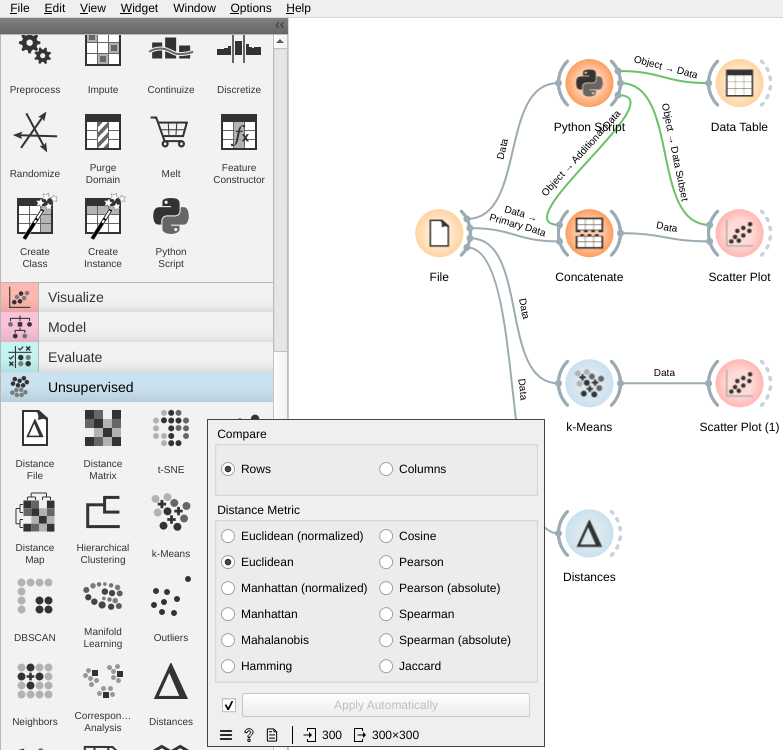 File Edit View Widget Window Options Help
Preprocess Impute Continuize Discretize
Randomize Purge Domain Melt Feature Constructor
Create Class Create Instance Python Script
Visualize
Model
Evaluate
Unsupervised
Distance File Distance Matrix t-SNE
Distance Map Hierarchical Clustering k-Means
DBSCAN Manifold Learning Outliers
Neighbors Correspon… Analysis Distances
Object → Data
Python Script
Data Table
Data
Object → Additional Data
Object → Data Subset
Data →
Primary Data
Data
File
Concatenate
Scatter Plot
Data
Data
Data
k-Means
Scatter Plot (1)
Distances
Compare
Rows Columns
Distance Metric
Euclidean (normalized) Cosine
Euclidean Pearson
Manhattan (normalized) Pearson (absolute)
Manhattan Spearman
Mahalanobis Spearman (absolute)
Hamming Jaccard
Apply Automatically
300 300×300